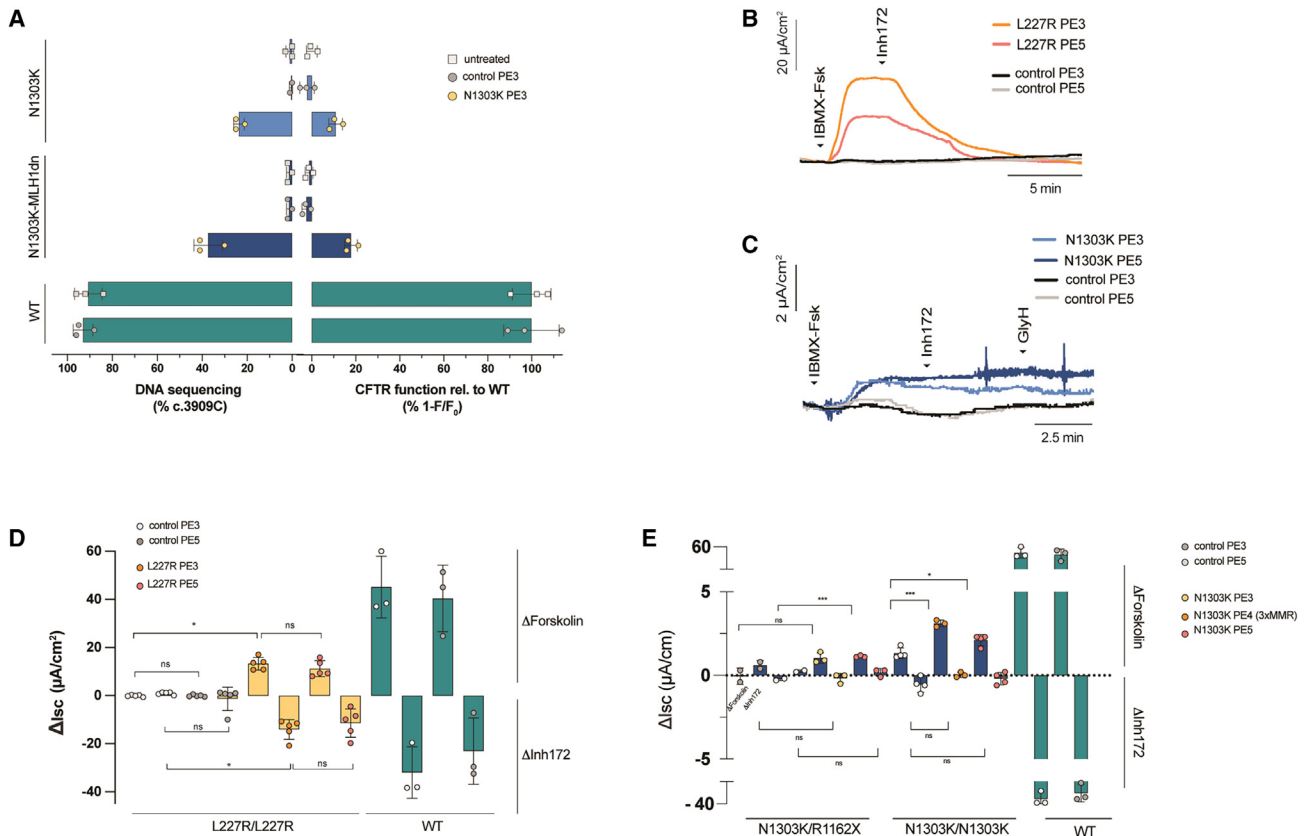 A
N1303K
N1303K-MLH1dn
WT
untreated
control PE3
N1303K PE3
100 80 60 40 20 0 0 20 40 60 80 100
DNA sequencing
(% c.3909C)
CFTR function rel. to WT
(% 1-F/F0)
B
20 µA/cm²
IBMX-Fsk
Inh172
L227R PE3
L227R PE5
control PE3
control PE5
5 min
C
2 µA/cm²
IBMX-Fsk
Inh172
GlyH
N1303K PE3
N1303K PE5
control PE3
control PE5
2.5 min
D
control PE3
control PE5
L227R PE3
L227R PE5
ΔIsc (µA/cm²)
60
40
20
0
-20
-40
*
ns
ns
ns
*
ns
ΔForskolin
ΔInh172
L227R/L227R
WT
E
ΔIsc (µA/cm)
60
5
0
-5
- 40
ΔForskolin
ΔInh172
ns
***
***
*
ns
ns
ns
ns
control PE3
control PE5
N1303K PE3
N1303K PE4 (3xMMR)
N1303K PE5
ΔForskolin
ΔInh172
N1303K/R1162X
N1303K/N1303K
WT